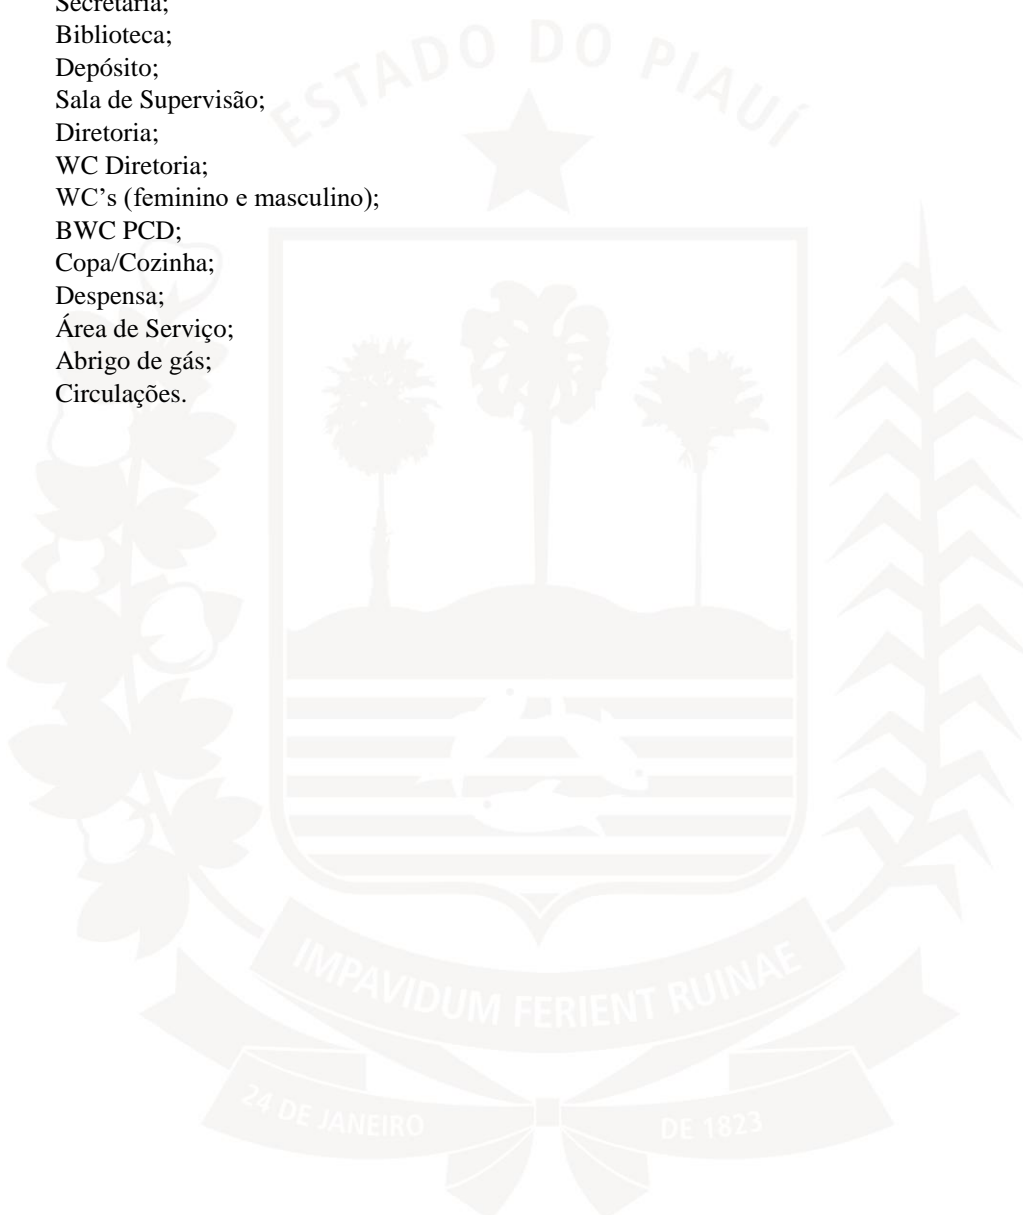 Secretaria;
Biblioteca;
Depósito;
Sala de Supervisão;
Diretoria;
WC Diretoria;
WC’s (feminino e masculino);
BWC PCD;
Copa/Cozinha;
Despensa;
Área de Serviço;
Abrigo de gás;
Circulações.
ESTADO DO PIAUÍ
IMPAVIDUM FERIENT RUINAE
24 DE JANEIRO DE 1823